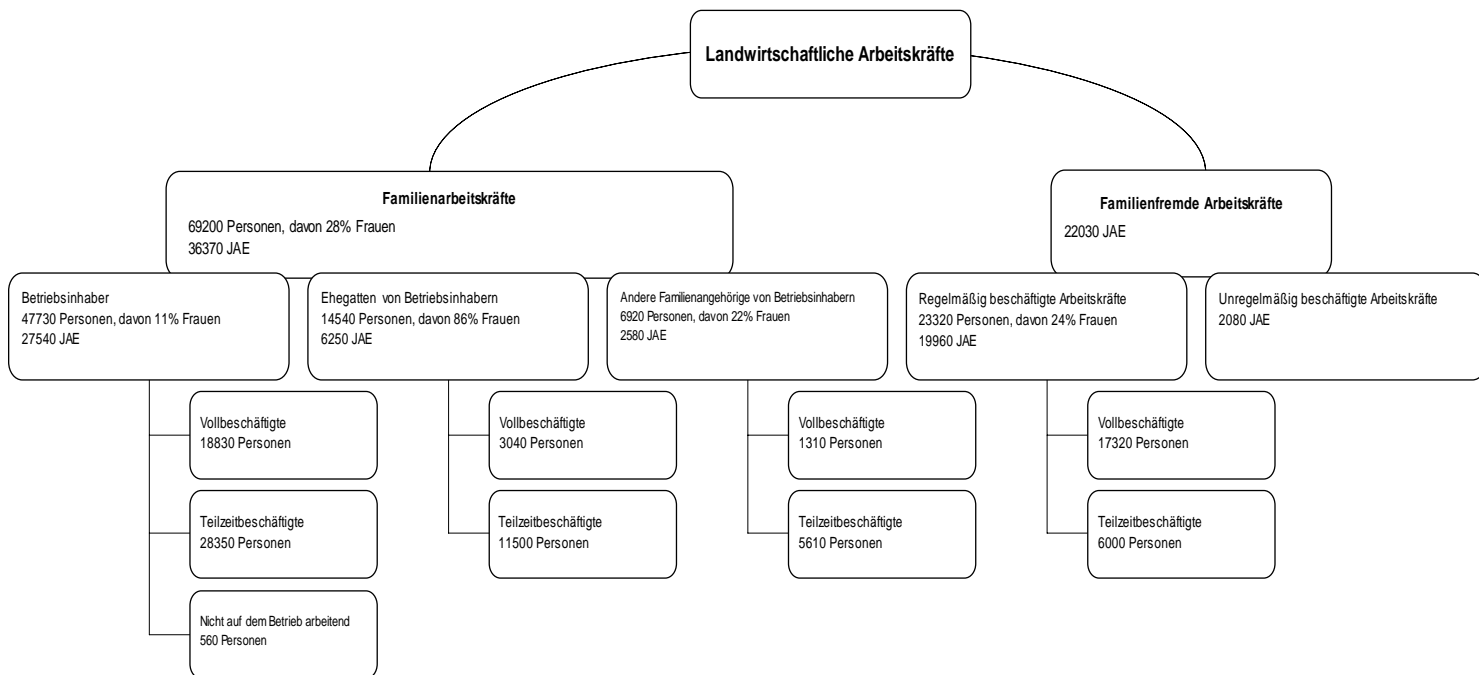 Landwirtschaftliche Arbeitskräfte
Familienarbeitskräfte
69200 Personen, davon 28% Frauen
36370 JAE
Familienfremde Arbeitskräfte
22030 JAE
Betriebsinhaber
47730 Personen, davon 11% Frauen
27540 JAE
Ehegatten von Betriebsinhabern
14540 Personen, davon 86% Frauen
6250 JAE
Andere Familienangehörige von Betriebsinhabern
6920 Personen, davon 22% Frauen
2580 JAE
Regelmäßig beschäftigte Arbeitskräfte
23320 Personen, davon 24% Frauen
19960 JAE
Unregelmäßig beschäftigte Arbeitskräfte
2080 JAE
Vollbeschäftigte
18830 Personen
Vollbeschäftigte
3040 Personen
Vollbeschäftigte
1310 Personen
Vollbeschäftigte
17320 Personen
Teilzeitbeschäftigte
28350 Personen
Teilzeitbeschäftigte
11500 Personen
Teilzeitbeschäftigte
5610 Personen
Teilzeitbeschäftigte
6000 Personen
Nicht auf dem Betrieb arbeitend
560 Personen